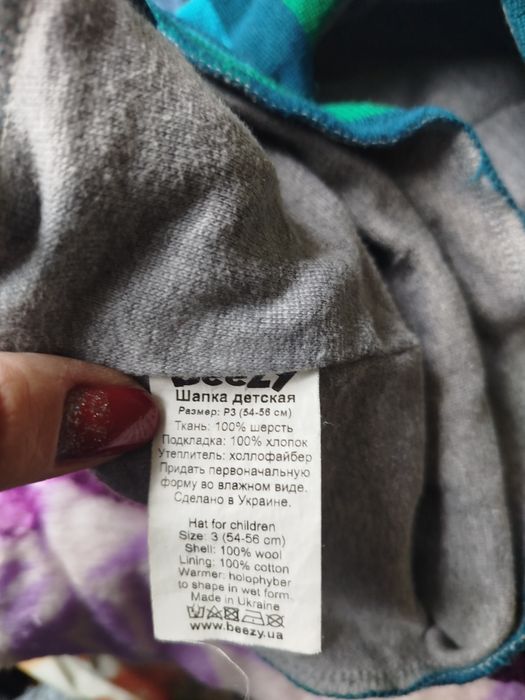 Beezy
Шапка детская
Размер: Р3 (54-56 см)
Ткань: 100% шерсть
Подкладка: 100% хлопок
Утеплитель: холлофайбер
Придать первоначальную
форму во влажном виде.
Сделано в Украине.
Hat for children
Size: 3 (54-56 cm)
Shell: 100% wool
Lining: 100% cotton
Warmer: holophyber
to shape in wet form.
Made in Ukraine
www.beezy.ua